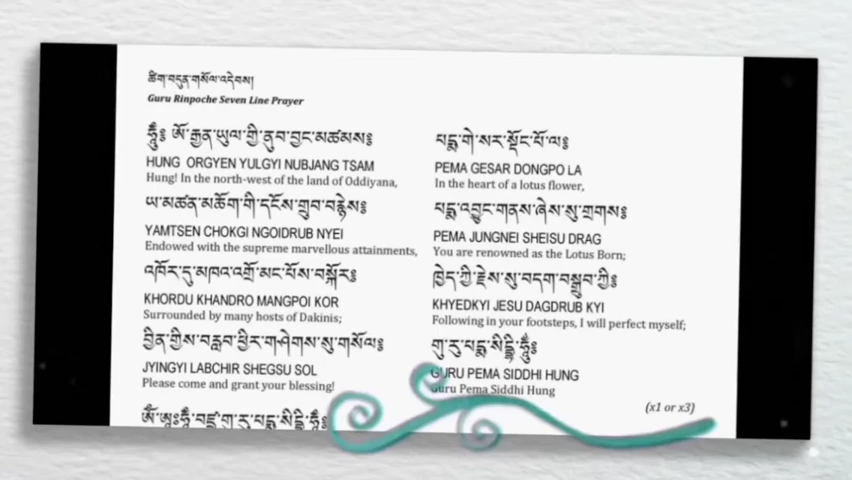 ཚིག་བདུན་གསོལ་འདེབས།
Guru Rinpoche Seven Line Prayer
ཧཱུྃ༔ ཨོ་རྒྱན་ཡུལ་གྱི་ནུབ་བྱང་མཚམས༔
HUNG ORGYEN YULGYI NUBJANG TSAM
Hung! In the north-west of the land of Oddiyana,
པདྨ་གེ་སར་སྡོང་པོ་ལ༔
PEMA GESAR DONGPO LA
In the heart of a lotus flower,
ཡ་མཚན་མཆོག་གི་དངོས་གྲུབ་བརྙེས༔
YAMTSEN CHOKGI NGOIDRUB NYEI
Endowed with the supreme marvellous attainments,
པདྨ་འབྱུང་གནས་ཞེས་སུ་གྲགས༔
PEMA JUNGNEI SHEISU DRAG
You are renowned as the Lotus Born;
འཁོར་དུ་མཁའ་འགྲོ་མང་པོས་བསྐོར༔
KHORDU KHANDRO MANGPOI KOR
Surrounded by many hosts of Dakinis;
ཁྱེད་ཀྱི་རྗེས་སུ་བདག་བསྒྲུབ་ཀྱི༔
KHYEDKYI JESU DAGDRUB KYI
Following in your footsteps, I will perfect myself;
བྱིན་གྱིས་བརླབ་ཕྱིར་གཤེགས་སུ་གསོལ༔
JYINGYI LABCHIR SHEGSU SOL
Please come and grant your blessing!
གུ་རུ་པདྨ་སིདྡྷི་ཧཱུྃ༔
GURU PEMA SIDDHI HUNG
Guru Pema Siddhi Hung
(x1 or x3)
ཨོཾ་ཨཱཿཧཱུྃ་བཛྲ་གུ་རུ་པདྨ་སིདྡྷི་ཧཱུྃ༔